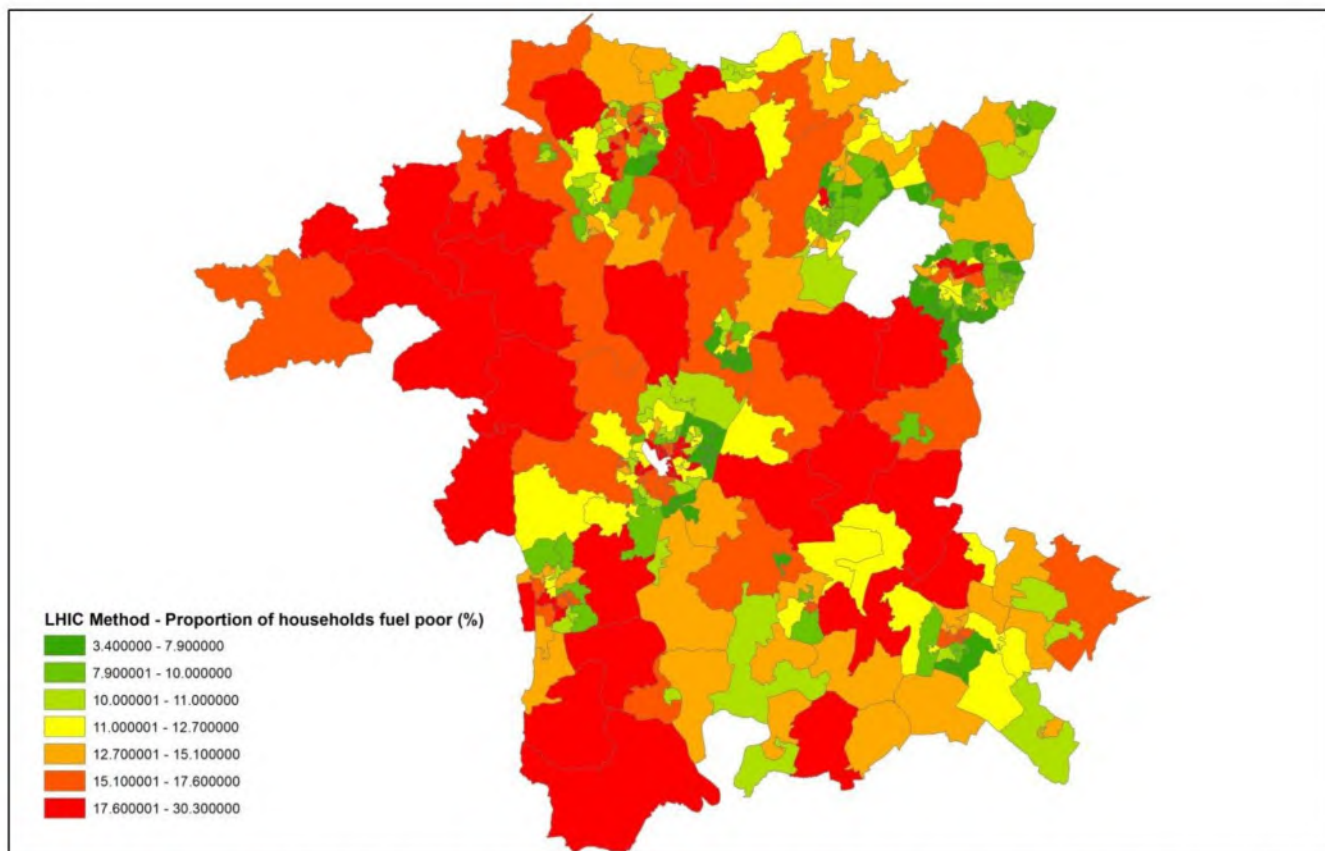 LHIC Method - Proportion of households fuel poor (%)
3.400000 - 7.900000
7.900001 - 10.000000
10.000001 - 11.000000
11.000001 - 12.700000
12.700001 - 15.100000
15.100001 - 17.600000
17.600001 - 30.300000